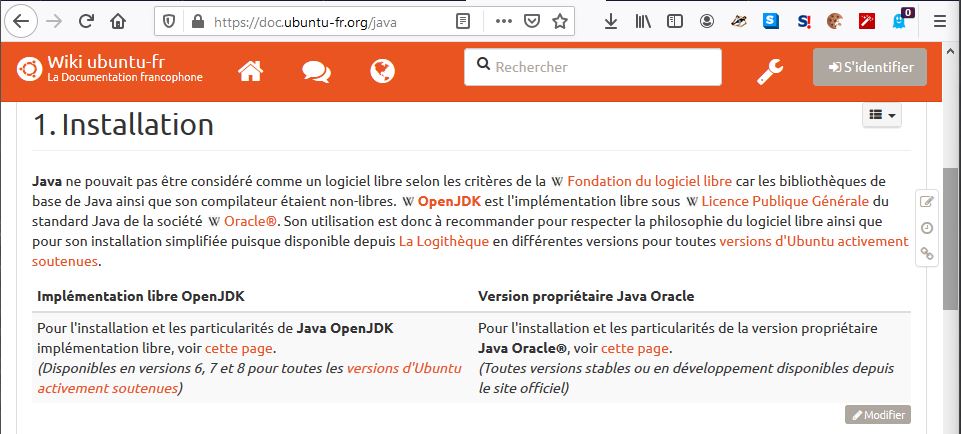 https://doc.ubuntu-fr.org/java
0
Wiki ubuntu-fr
La Documentation francophone
Rechercher
S'identifier
1. Installation
Java ne pouvait pas être considéré comme un logiciel libre selon les critères de la W Fondation du logiciel libre car les bibliothèques de
base de Java ainsi que son compilateur étaient non-libres. W OpenJDK est l'implémentation libre sous W Licence Publique Générale du
standard Java de la société W Oracle®. Son utilisation est donc à recommander pour respecter la philosophie du logiciel libre ainsi que
pour son installation simplifiée puisque disponible depuis La Logithèque en différentes versions pour toutes versions d'Ubuntu activement
soutenues.
Implémentation libre OpenJDK
Version propriétaire Java Oracle
Pour l'installation et les particularités de Java OpenJDK
implémentation libre, voir cette page.
(Disponibles en versions 6, 7 et 8 pour toutes les versions d'Ubuntu
activement soutenues)
Pour l'installation et les particularités de la version propriétaire
Java Oracle®, voir cette page.
(Toutes versions stables ou en développement disponibles depuis
le site officiel)
Modifier